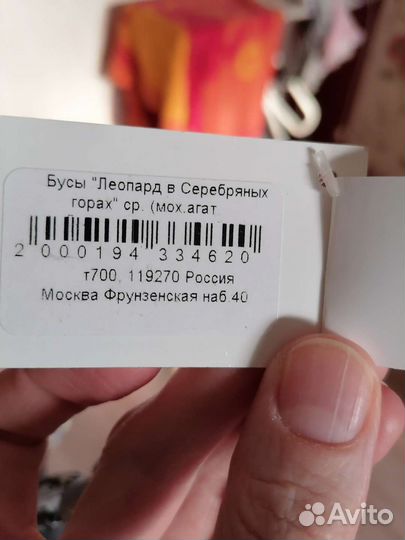 Бусы "Леопард в Серебряных
горах" ср. (мох.агат
2 000194 334620
т700, 119270 Россия
Москва Фрунзенская наб 40
Avito